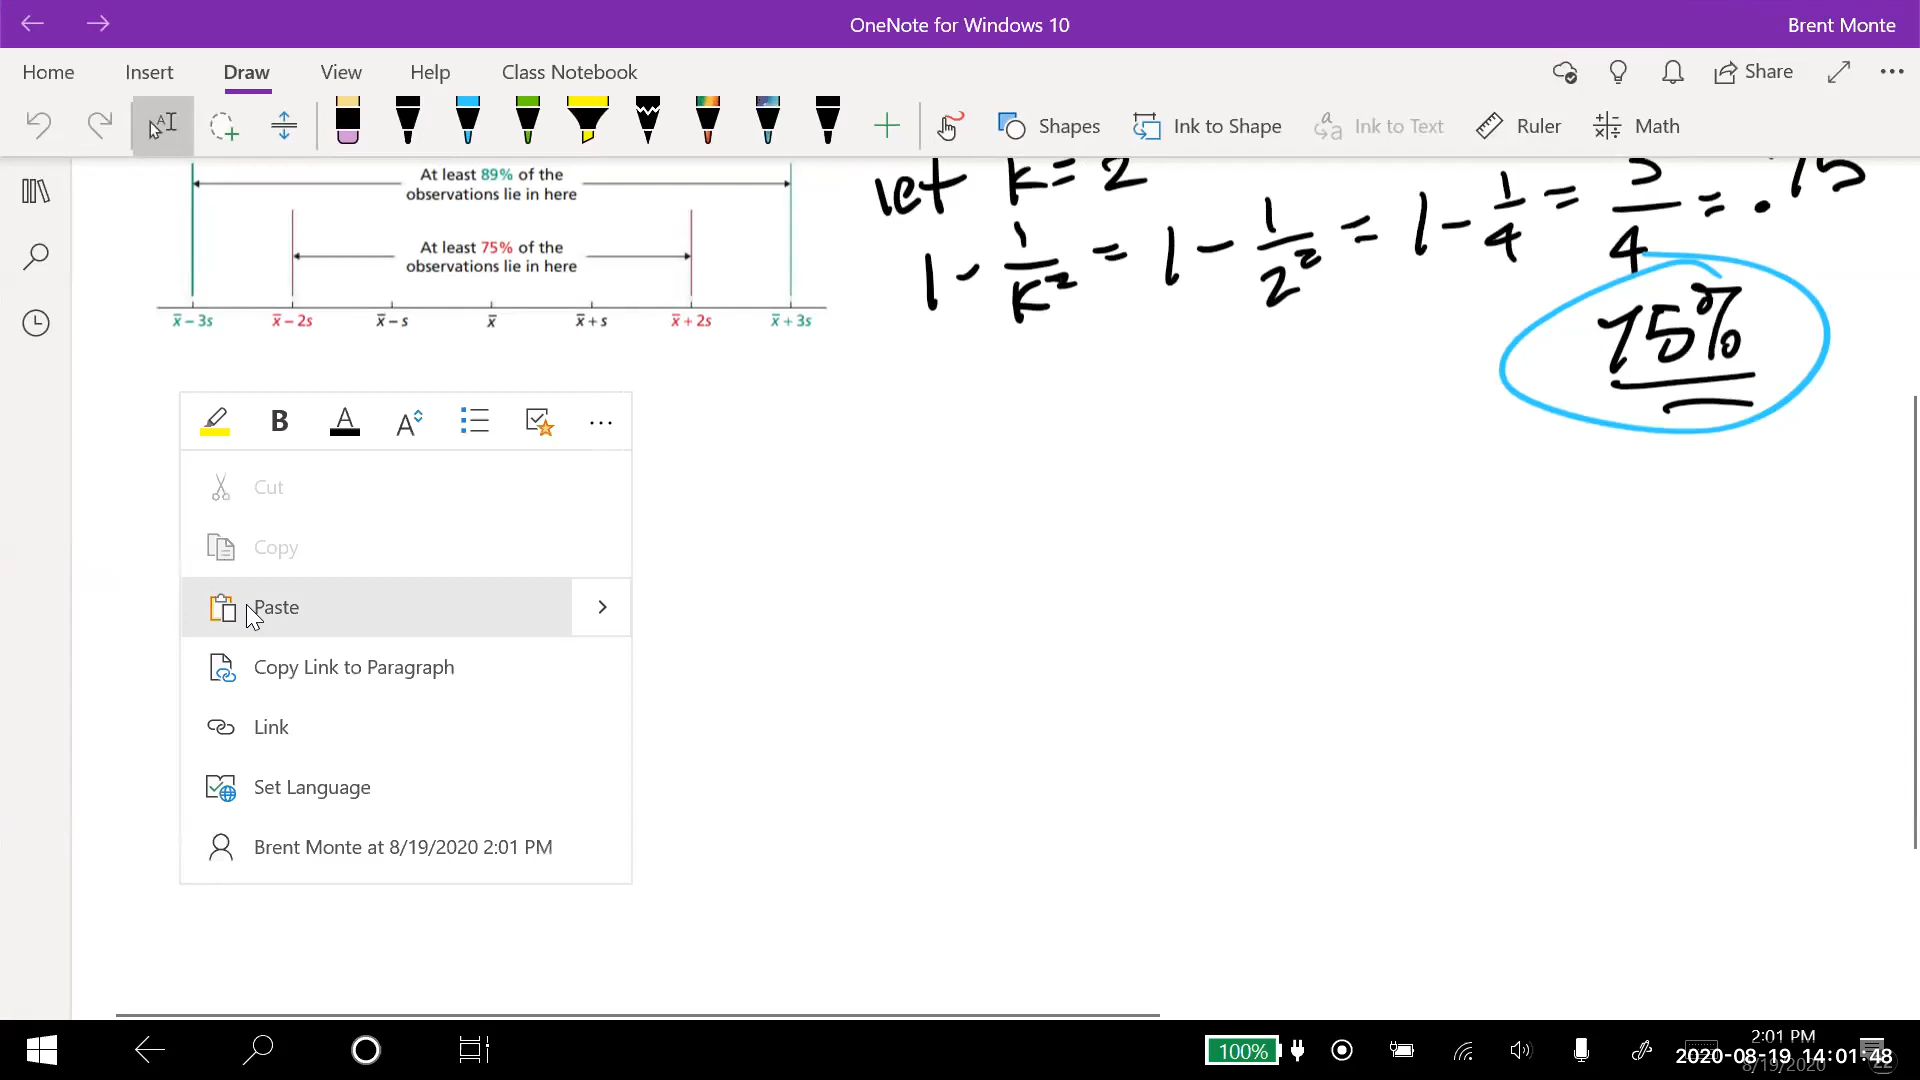 OneNote for Windows 10
Brent Monte
Home Insert Draw View Help Class Notebook
Share
Shapes Ink to Shape Ink to Text Ruler Math
At least 89% of the
observations lie in here
At least 75% of the
observations lie in here
x̄ − 3s x̄ − 2s x̄ − s x̄ x̄ + s x̄ + 2s x̄ + 3s
let k = 2
1 - 1/k² = 1 - 1/2² = 1 - 1/4 = 3/4 = .75
75%
Cut
Copy
Paste
Copy Link to Paragraph
Link
Set Language
Brent Monte at 8/19/2020 2:01 PM
100%
2:01 PM
2020-08-19 14:01:48
8/19/2020
22